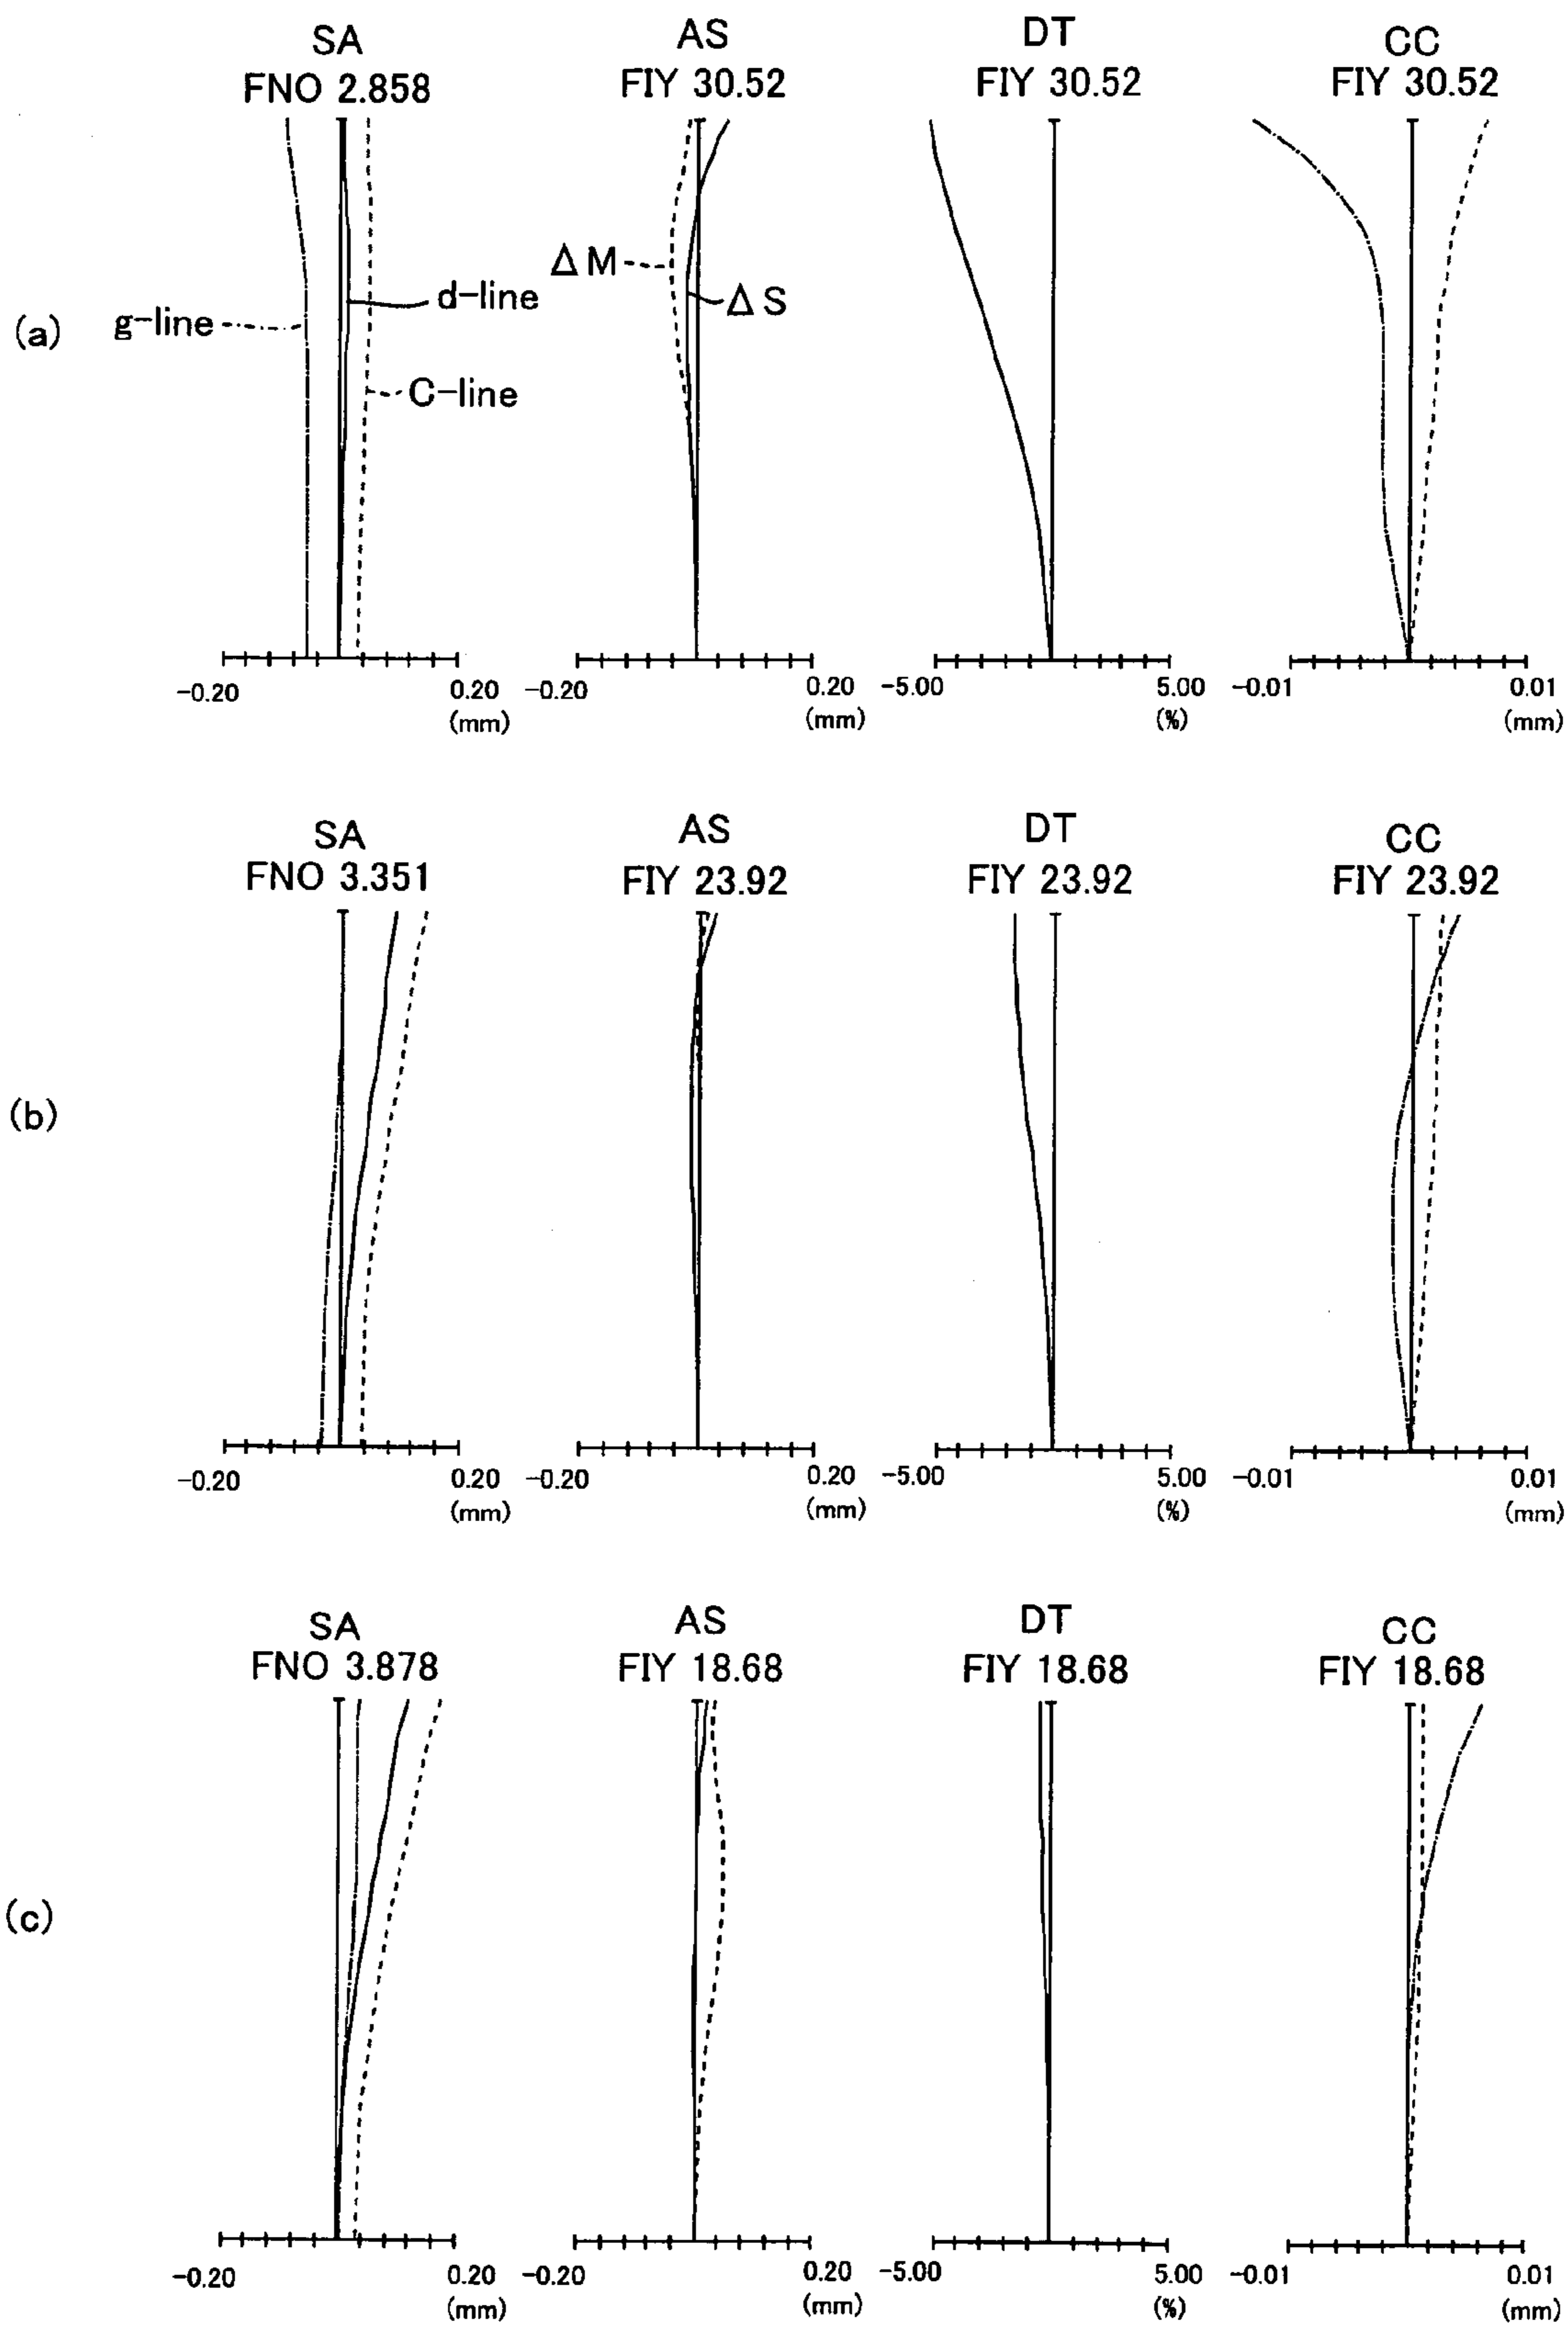 SA
FNO 2.858
AS
FIY 30.52
DT
FIY 30.52
CC
FIY 30.52
(a)
g-line
d-line
C-line
ΔM
ΔS
-0.20
0.20
(mm)
-0.20
0.20
(mm)
-5.00
5.00
(%)
-0.01
0.01
(mm)
SA
FNO 3.351
AS
FIY 23.92
DT
FIY 23.92
CC
FIY 23.92
(b)
-0.20
0.20
(mm)
-0.20
0.20
(mm)
-5.00
5.00
(%)
-0.01
0.01
(mm)
SA
FNO 3.878
AS
FIY 18.68
DT
FIY 18.68
CC
FIY 18.68
(c)
-0.20
0.20
(mm)
-0.20
0.20
(mm)
-5.00
5.00
(%)
-0.01
0.01
(mm)